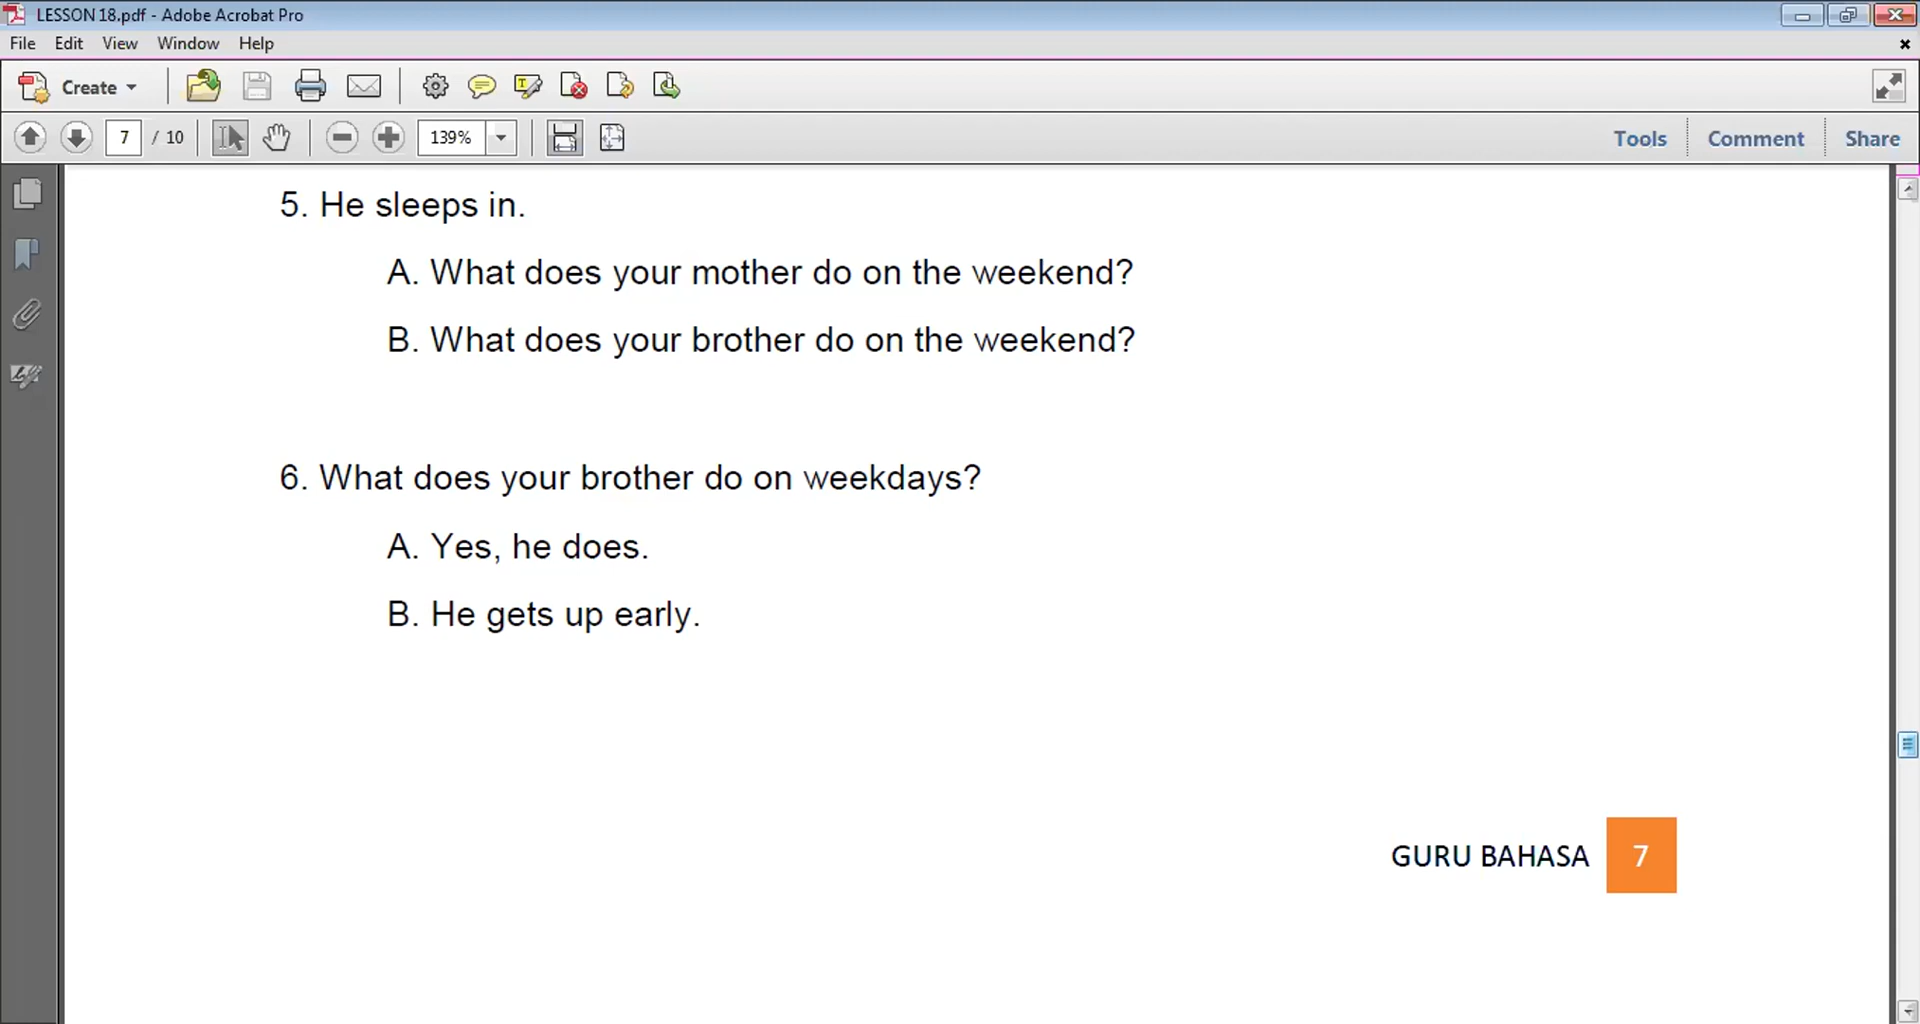 LESSON 18.pdf - Adobe Acrobat Pro
File Edit View Window Help
Create
7 / 10 139% Tools Comment Share
5. He sleeps in.
A. What does your mother do on the weekend?
B. What does your brother do on the weekend?
6. What does your brother do on weekdays?
A. Yes, he does.
B. He gets up early.
GURU BAHASA 7